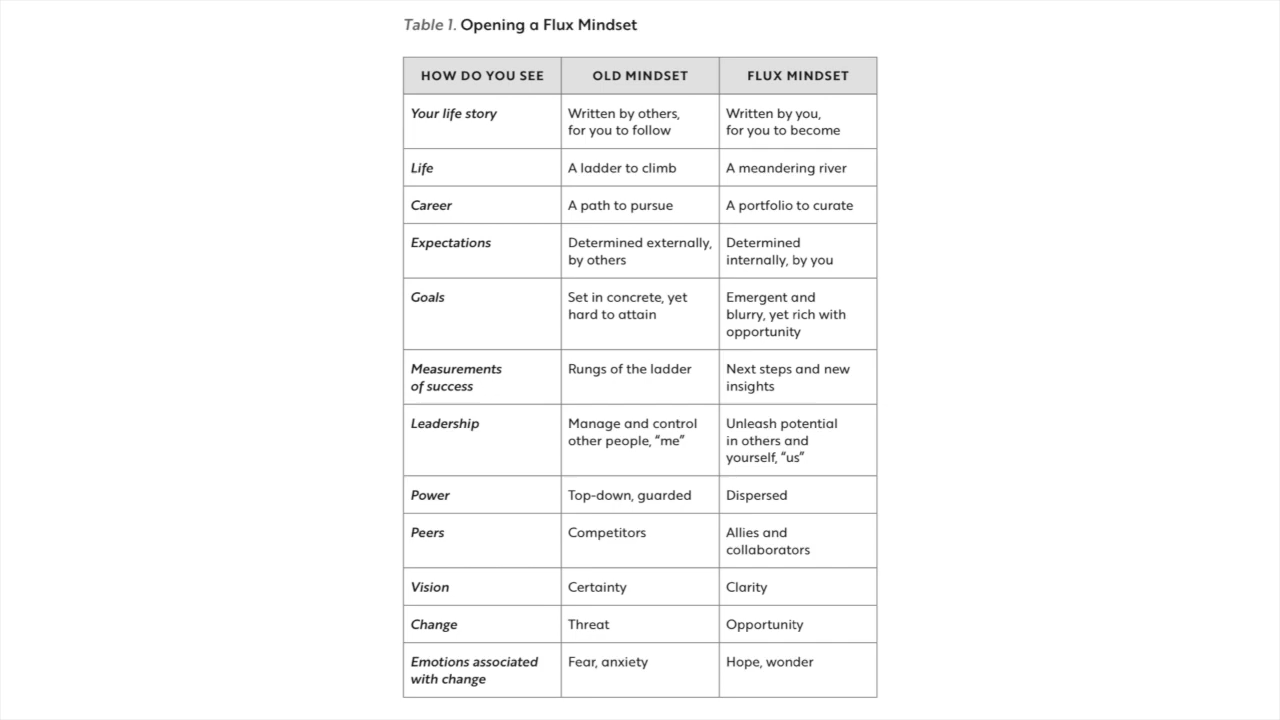 Table 1. Opening a Flux Mindset
HOW DO YOU SEE OLD MINDSET FLUX MINDSET
Your life story
Written by others,
for you to follow
Written by you,
for you to become
Life
A ladder to climb
A meandering river
Career
A path to pursue
A portfolio to curate
Expectations
Determined externally,
by others
Determined
internally, by you
Goals
Set in concrete, yet
hard to attain
Emergent and
blurry, yet rich with
opportunity
Measurements
of success
Rungs of the ladder
Next steps and new
insights
Leadership
Manage and control
other people, “me”
Unleash potential
in others and
yourself, “us”
Power
Top-down, guarded
Dispersed
Peers
Competitors
Allies and
collaborators
Vision
Certainty
Clarity
Change
Threat
Opportunity
Emotions associated
with change
Fear, anxiety
Hope, wonder